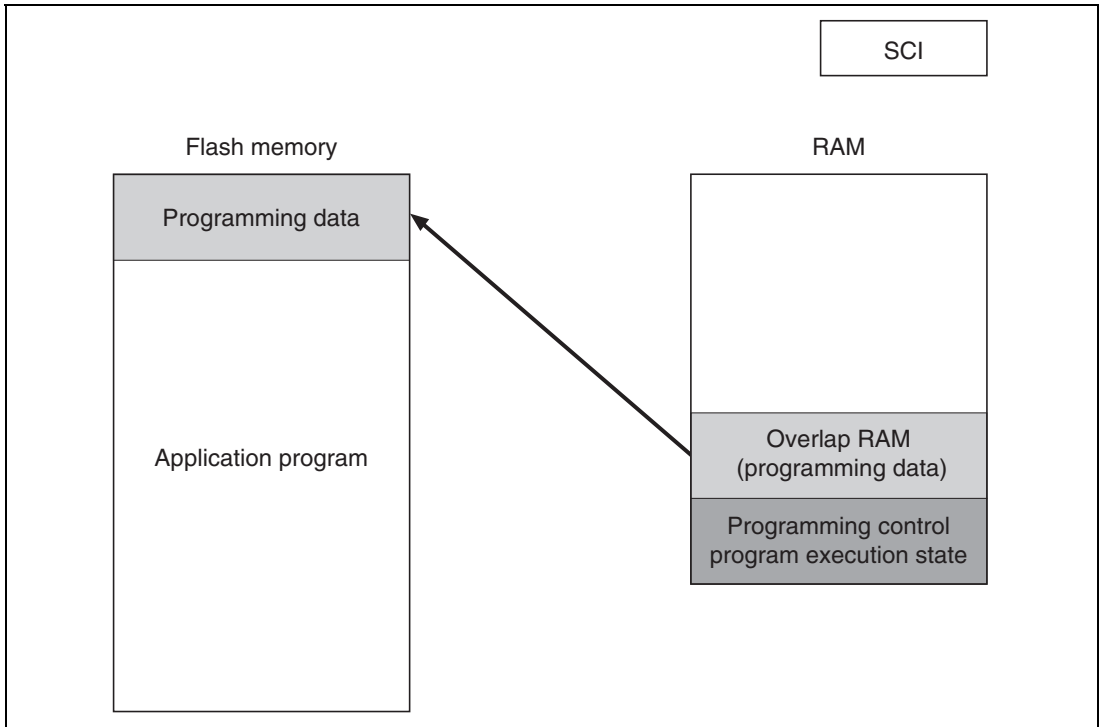 SCI
Flash memory
RAM
Programming data
Application program
Overlap RAM
(programming data)
Programming control
program execution state